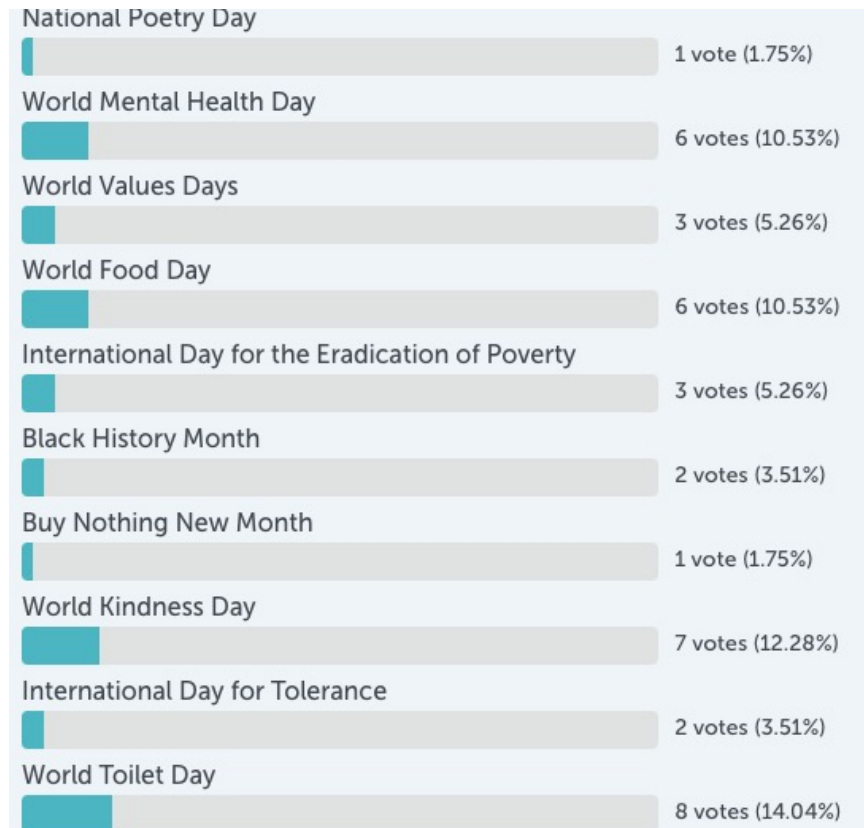 National Poetry Day
1 vote (1.75%)
World Mental Health Day
6 votes (10.53%)
World Values Days
3 votes (5.26%)
World Food Day
6 votes (10.53%)
International Day for the Eradication of Poverty
3 votes (5.26%)
Black History Month
2 votes (3.51%)
Buy Nothing New Month
1 vote (1.75%)
World Kindness Day
7 votes (12.28%)
International Day for Tolerance
2 votes (3.51%)
World Toilet Day
8 votes (14.04%)